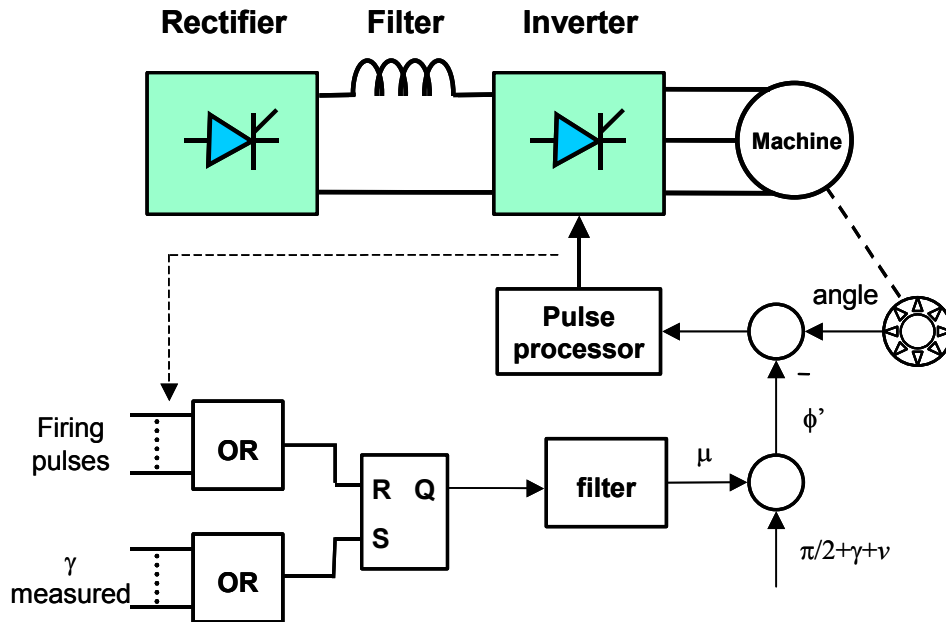 Rectifier
Filter
Inverter
Machine
angle
Pulse
processor
–
ϕ’
Firing
pulses
OR
R Q
S
filter
μ
γ
measured
OR
π/2+γ+ν